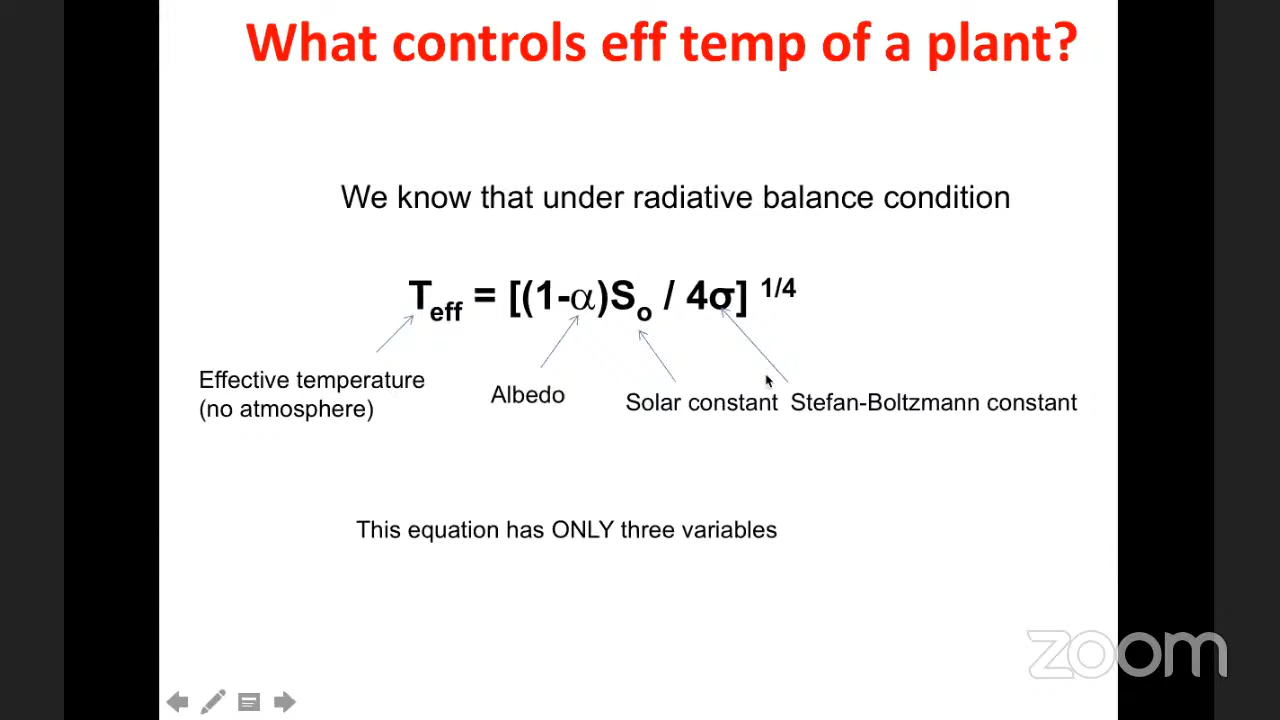 What controls eff temp of a plant?
We know that under radiative balance condition
Teff = [(1-α)So / 4σ] 1/4
Effective temperature
(no atmosphere)
Albedo
Solar constant
Stefan-Boltzmann constant
This equation has ONLY three variables
zoom